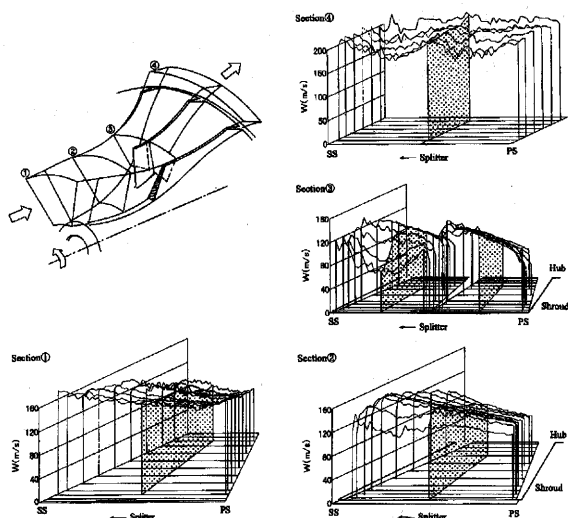 Section④
W(m/s)
200
150
100
50
0
SS
← Splitter
PS
④
③
②
①
Section③
W(m/s)
160
120
80
40
0
SS
← Splitter
PS
Hub
Shroud
Section①
W(m/s)
160
120
80
40
0
SS
← Splitter
PS
Section②
W(m/s)
160
120
80
40
0
SS
← Splitter
PS
Hub
Shroud